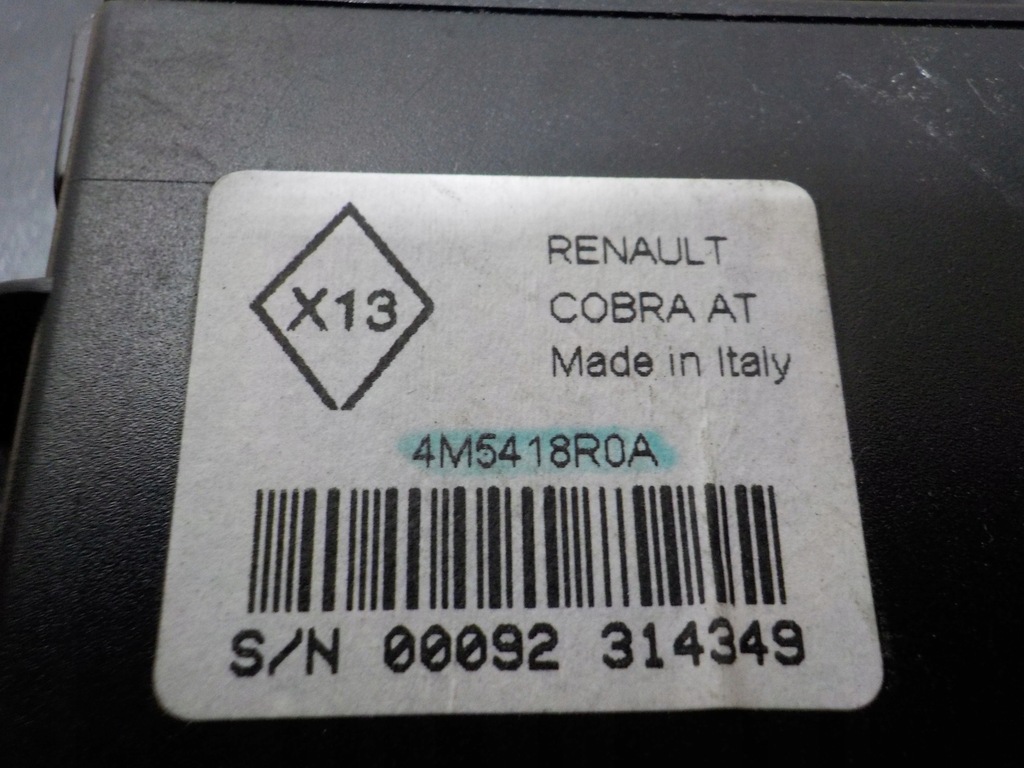 X13
RENAULT
COBRA AT
Made in Italy
4M5418R0A
S/N 00092 314349